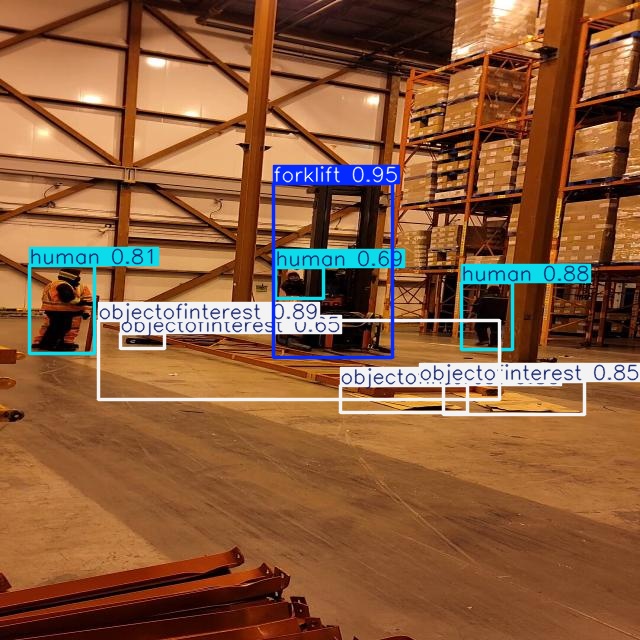 forklift 0.95
human 0.81
human 0.69
human 0.88
objectofinterest 0.89
objectofinterest 0.65
objecto
objectofinterest 0.85